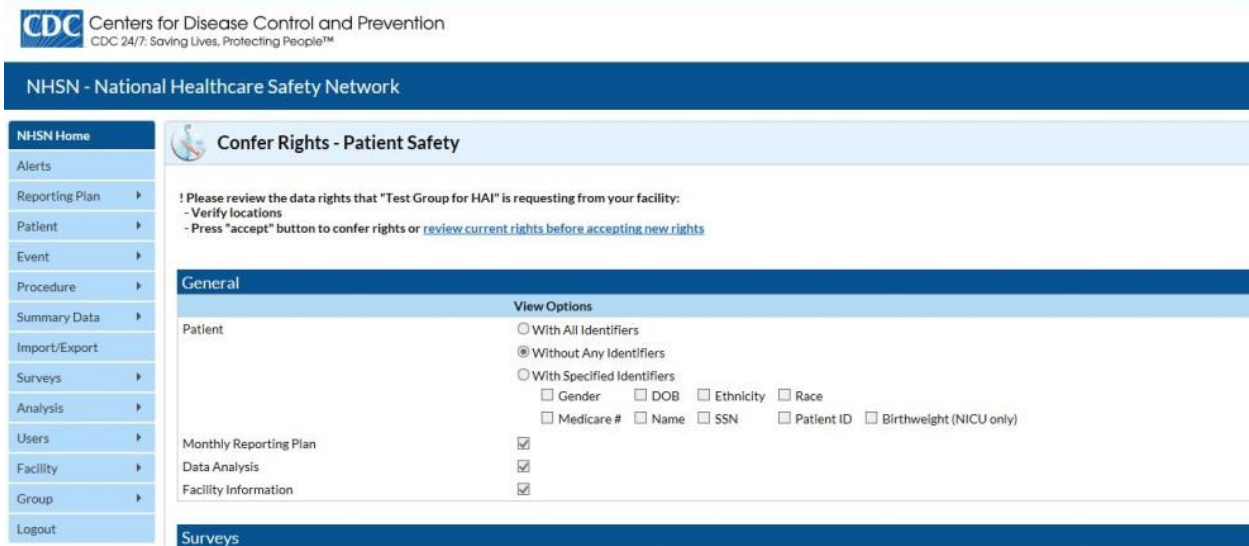 CDC Centers for Disease Control and Prevention
CDC 24/7: Saving Lives, Protecting People™
NHSN - National Healthcare Safety Network
NHSN Home
Alerts
Reporting Plan
Patient
Event
Procedure
Summary Data
Import/Export
Surveys
Analysis
Users
Facility
Group
Logout
Confer Rights - Patient Safety
! Please review the data rights that "Test Group for HAI" is requesting from your facility:
- Verify locations
- Press "accept" button to confer rights or review current rights before accepting new rights
General
View Options
Patient With All Identifiers
Without Any Identifiers
With Specified Identifiers
Gender DOB Ethnicity Race
Medicare # Name SSN Patient ID Birthweight (NICU only)
Monthly Reporting Plan
Data Analysis
Facility Information
Surveys